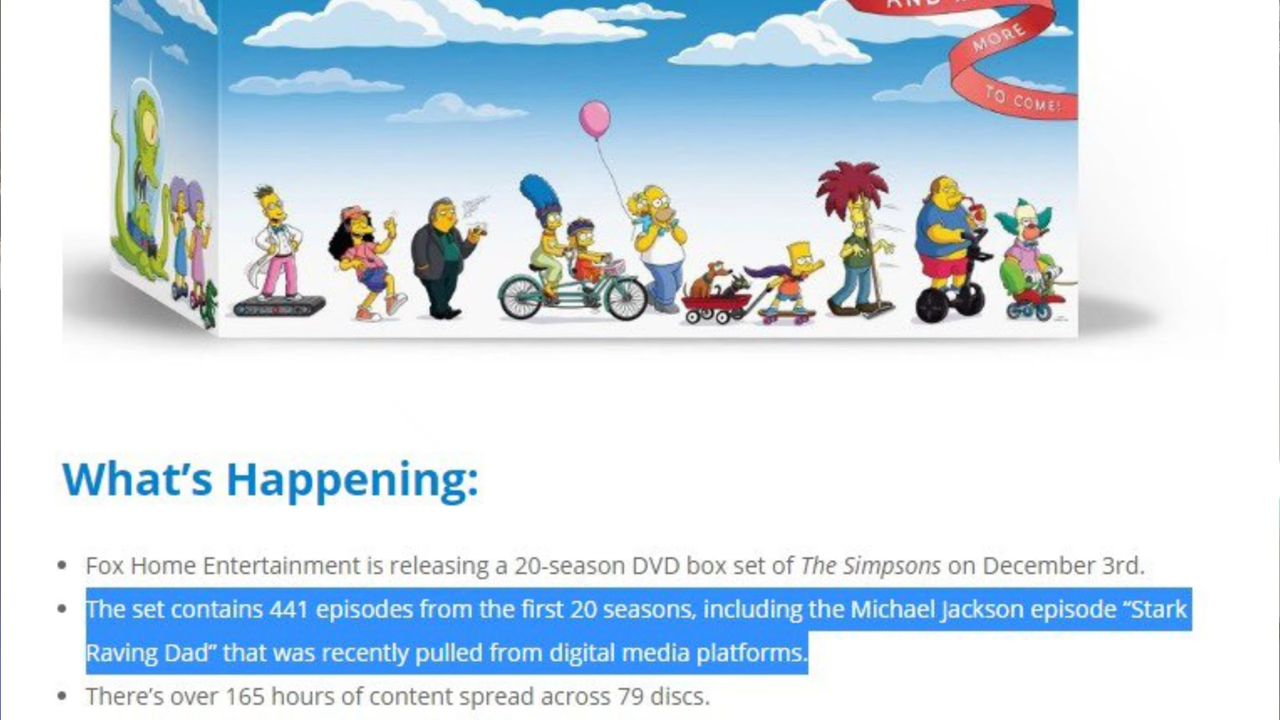 MORE
TO COME!
What’s Happening:
• Fox Home Entertainment is releasing a 20-season DVD box set of The Simpsons on December 3rd.
• The set contains 441 episodes from the first 20 seasons, including the Michael Jackson episode “Stark
Raving Dad” that was recently pulled from digital media platforms.
• There’s over 165 hours of content spread across 79 discs.